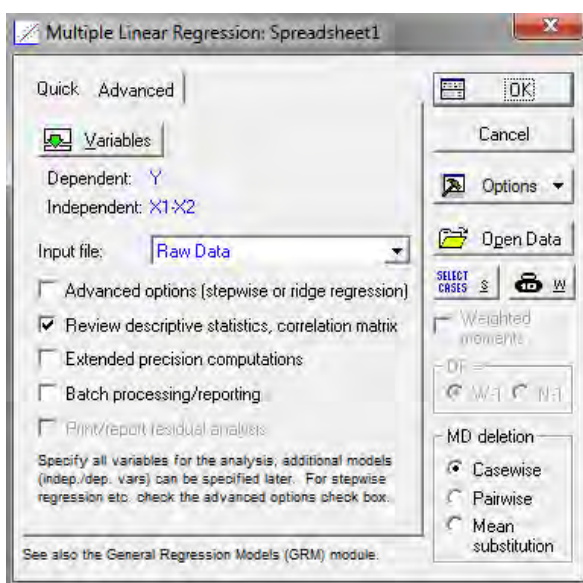 Multiple Linear Regression: Spreadsheet1
Quick Advanced
Variables
Dependent: Y
Independent: X1-X2
Input file: Raw Data
Advanced options (stepwise or ridge regression)
Review descriptive statistics, correlation matrix
Extended precision computations
Batch processing/reporting
Print/report residual analysis
Specify all variables for the analysis, additional models
(indep./dep. vars) can be specified later. For stepwise
regression etc. check the advanced options check box.
See also the General Regression Models (GRM) module.
OK
Cancel
Options
Open Data
SELECT CASES S W
Weighted
moments
DF =
W-1 N-1
MD deletion
Casewise
Pairwise
Mean
substitution